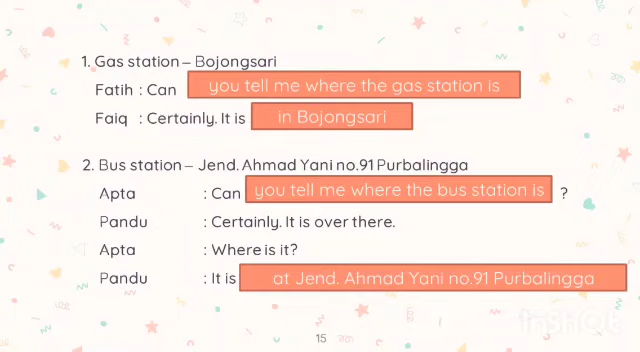 1. Gas station – Bojongsari
Fatih : Can you tell me where the gas station is
Faiq : Certainly. It is in Bojongsari
2. Bus station – Jend. Ahmad Yani no.91 Purbalingga
Apta : Can you tell me where the bus station is ?
Pandu : Certainly. It is over there.
Apta : Where is it?
Pandu : It is at Jend. Ahmad Yani no.91 Purbalingga
15
InShOt